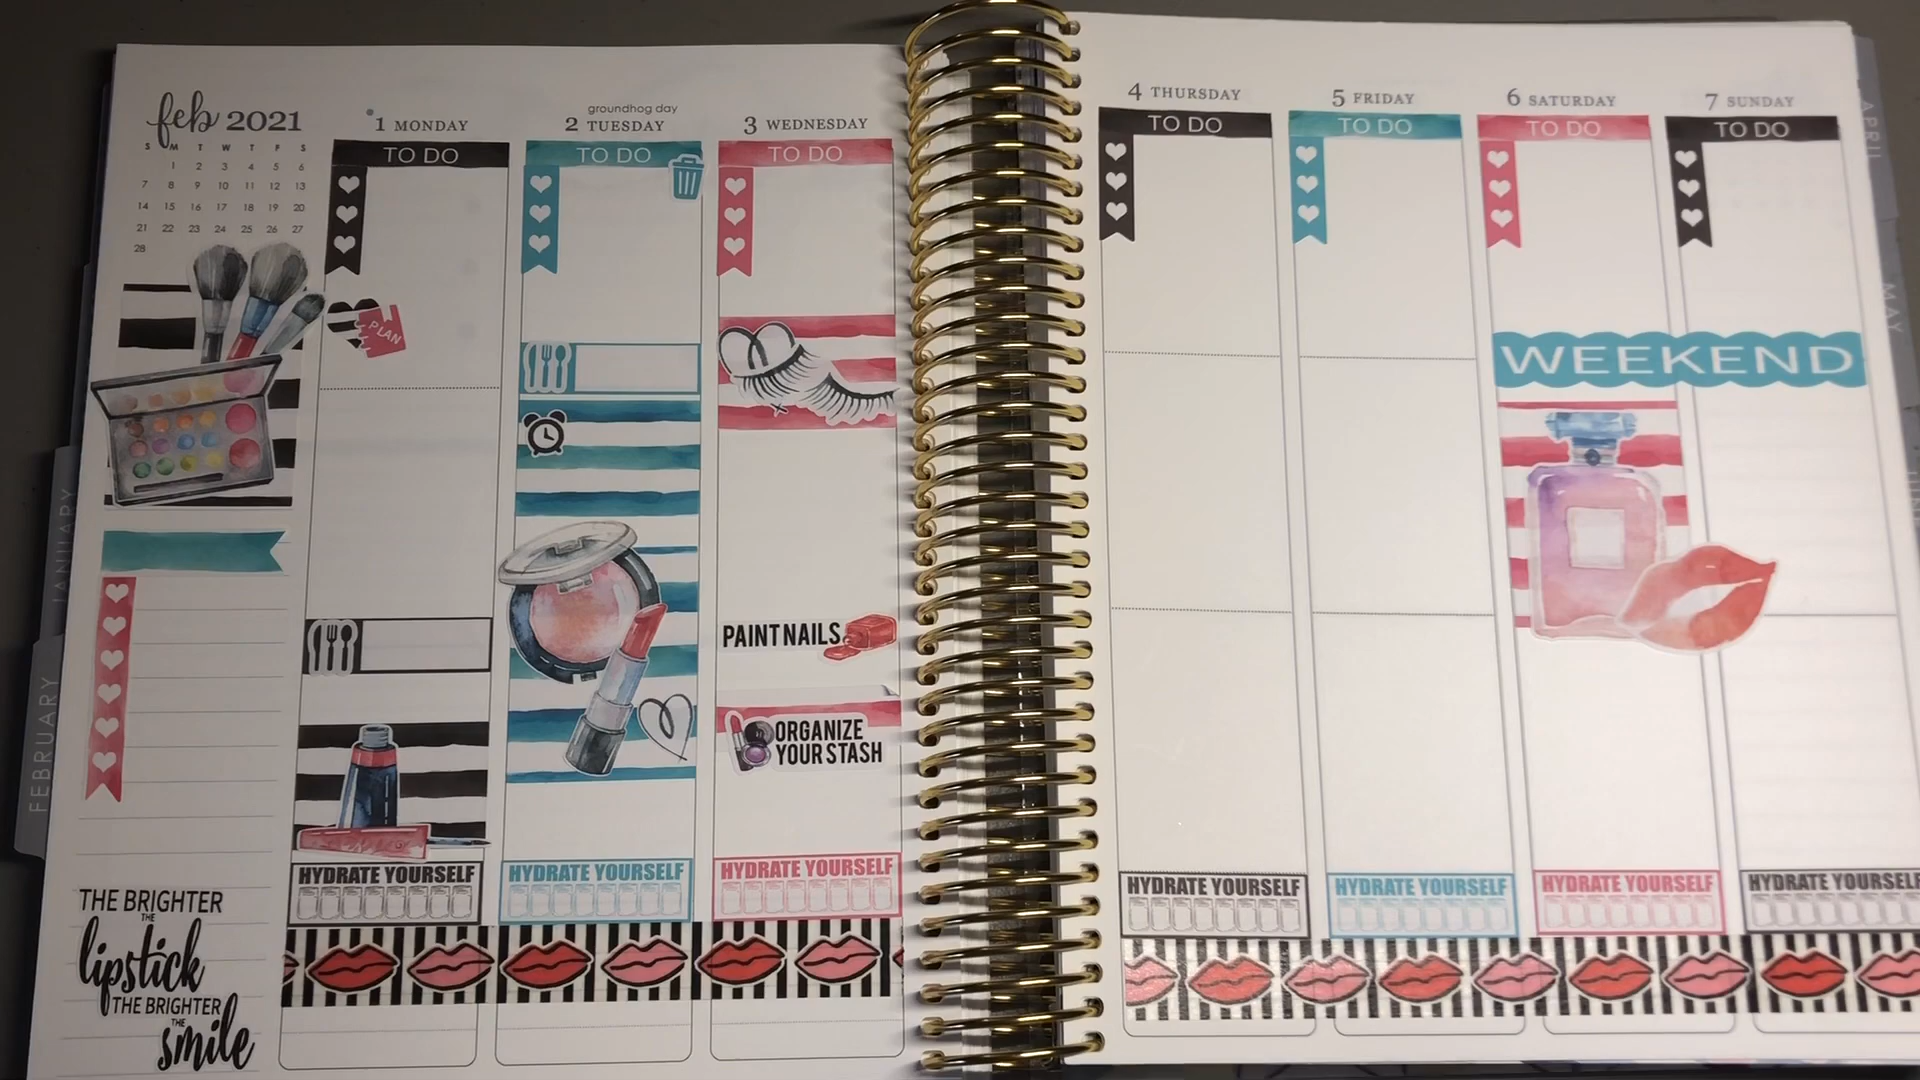 feb 2021
S M T W T F S
1 2 3 4 5 6
7 8 9 10 11 12 13
14 15 16 17 18 19 20
21 22 23 24 25 26 27
28
1 MONDAY
groundhog day
2 TUESDAY
3 WEDNESDAY
4 THURSDAY
5 FRIDAY
6 SATURDAY
7 SUNDAY
TO DO
TO DO
TO DO
TO DO
TO DO
TO DO
TO DO
PLAN
WEEKEND
PAINT NAILS
ORGANIZE
YOUR STASH
HYDRATE YOURSELF
HYDRATE YOURSELF
HYDRATE YOURSELF
HYDRATE YOURSELF
HYDRATE YOURSELF
HYDRATE YOURSELF
HYDRATE YOURSELF
THE BRIGHTER
THE
lipstick
THE BRIGHTER
THE
smile
JANUARY
FEBRUARY
APRIL
MAY